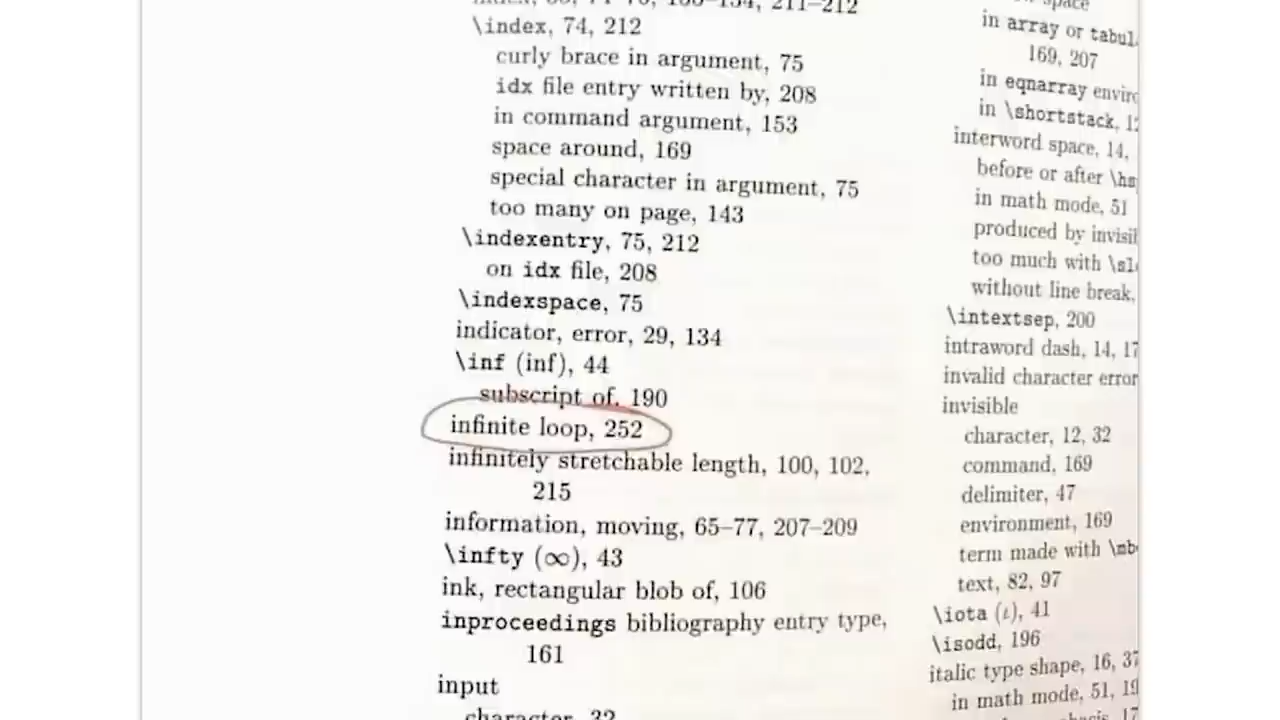 \index, 74, 212
curly brace in argument, 75
idx file entry written by, 208
in command argument, 153
space around, 169
special character in argument, 75
too many on page, 143
\indexentry, 75, 212
on idx file, 208
\indexspace, 75
indicator, error, 29, 134
\inf (inf), 44
subscript of, 190
infinite loop, 252
infinitely stretchable length, 100, 102,
215
information, moving, 65–77, 207–209
\infty (∞), 43
ink, rectangular blob of, 106
inproceedings bibliography entry type,
161
input
character, 32
space
in array or
169, 207
in eqnarray
in \shortstack,
interword space, 14,
before or after
in math mode, 51
produced by
too much with
without line break,
\intextsep, 200
intraword dash, 14,
invalid character error
invisible
character, 12, 32
command, 169
delimiter, 47
environment, 169
term made with
text, 82, 97
\iota (ι), 41
\isodd, 196
italic type shape, 16,
in math mode, 51,